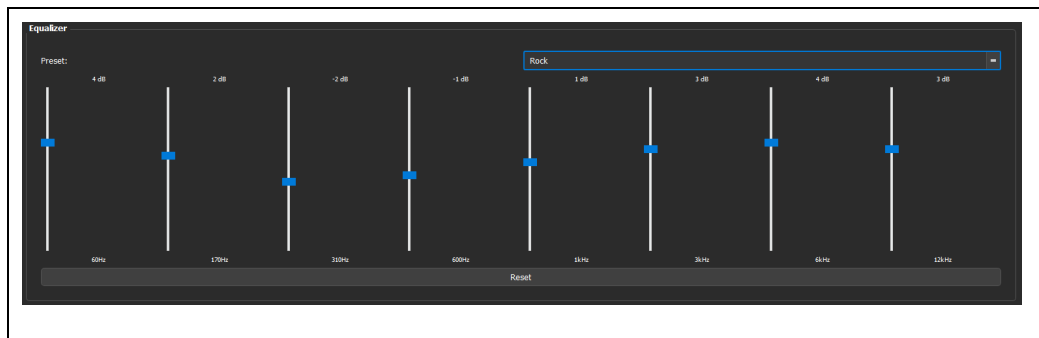 Equalizer
Preset: Rock
4 dB 2 dB -2 dB -1 dB 1 dB 3 dB 4 dB 3 dB
60Hz 170Hz 310Hz 600Hz 1kHz 3kHz 6kHz 12kHz
Reset